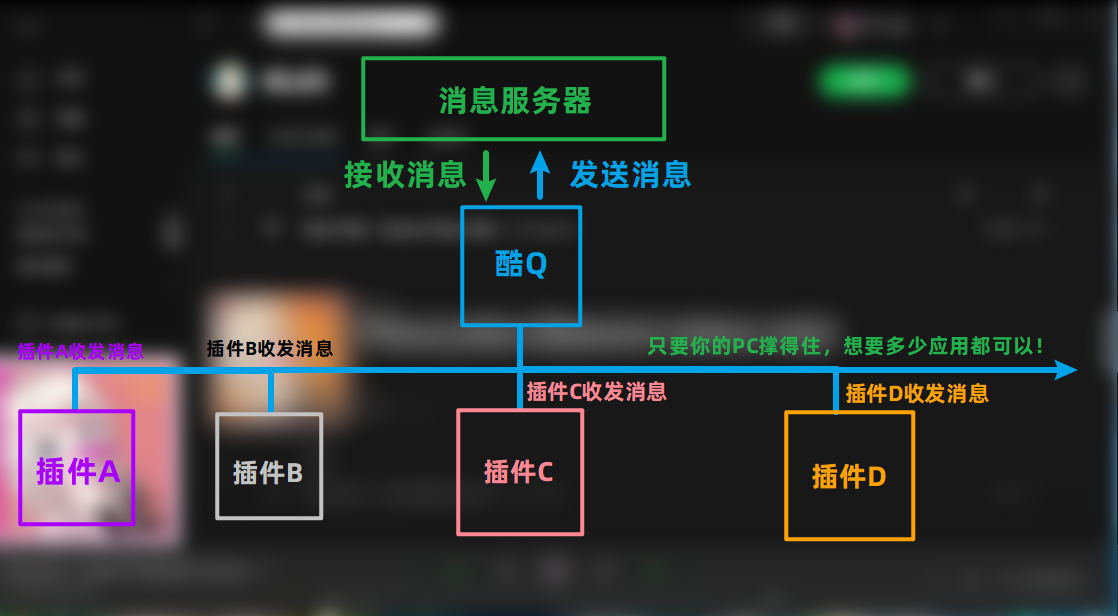 消息服务器
接收消息
发送消息
酷Q
插件A收发消息
插件B收发消息
只要你的PC撑得住，想要多少应用都可以！
插件C收发消息
插件D收发消息
插件A
插件B
插件C
插件D